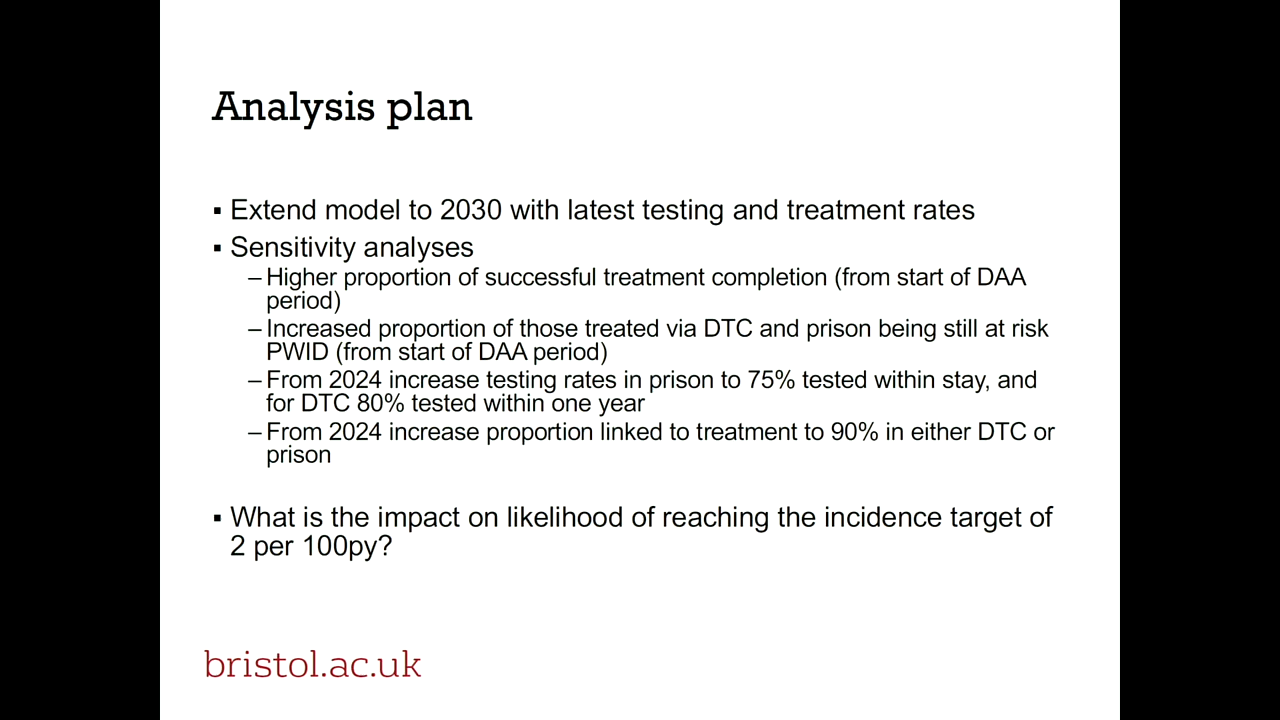 Analysis plan
▪ Extend model to 2030 with latest testing and treatment rates
▪ Sensitivity analyses
– Higher proportion of successful treatment completion (from start of DAA
period)
– Increased proportion of those treated via DTC and prison being still at risk
PWID (from start of DAA period)
– From 2024 increase testing rates in prison to 75% tested within stay, and
for DTC 80% tested within one year
– From 2024 increase proportion linked to treatment to 90% in either DTC or
prison
▪ What is the impact on likelihood of reaching the incidence target of
2 per 100py?
bristol.ac.uk